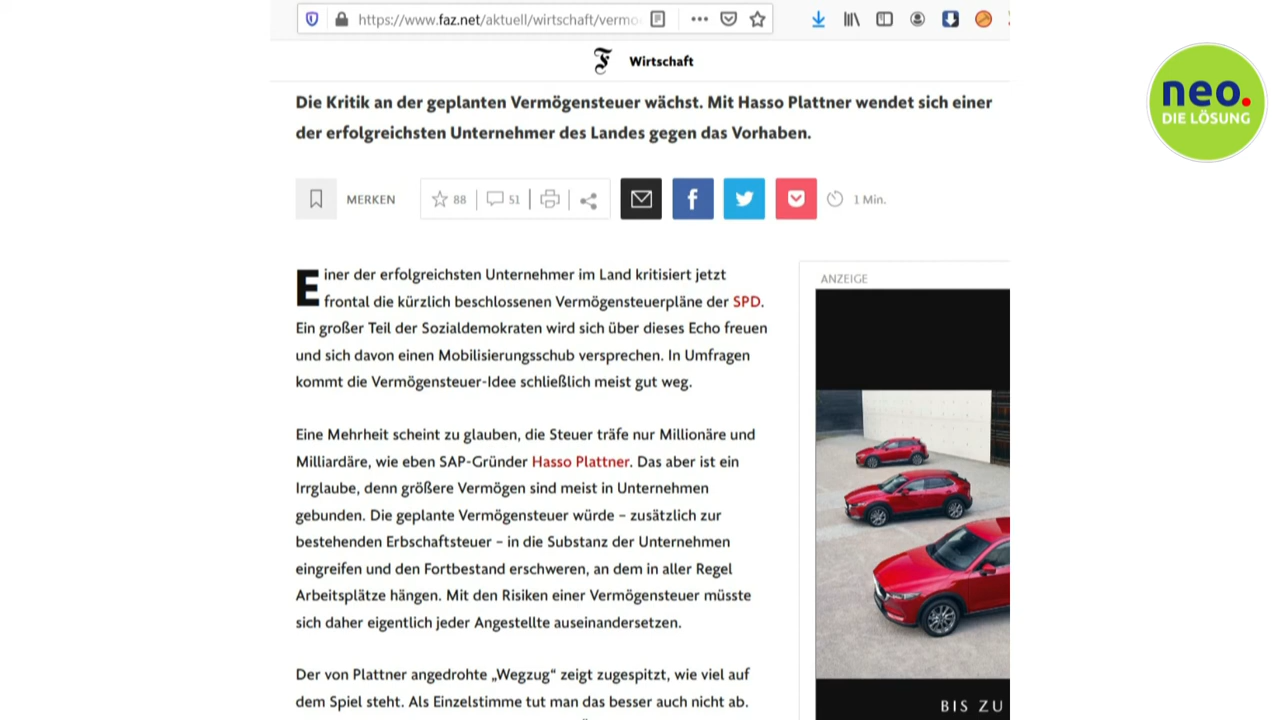 https://www.faz.net/aktuell/wirtschaft/vermo
Wirtschaft
neo.
DIE LÖSUNG
Die Kritik an der geplanten Vermögensteuer wächst. Mit Hasso Plattner wendet sich einer
der erfolgreichsten Unternehmer des Landes gegen das Vorhaben.
MERKEN 88 51 1 Min.
Einer der erfolgreichsten Unternehmer im Land kritisiert jetzt
frontal die kürzlich beschlossenen Vermögensteuerpläne der SPD.
Ein großer Teil der Sozialdemokraten wird sich über dieses Echo freuen
und sich davon einen Mobilisierungsschub versprechen. In Umfragen
kommt die Vermögensteuer-Idee schließlich meist gut weg.
Eine Mehrheit scheint zu glauben, die Steuer träfe nur Millionäre und
Milliardäre, wie eben SAP-Gründer Hasso Plattner. Das aber ist ein
Irrglaube, denn größere Vermögen sind meist in Unternehmen
gebunden. Die geplante Vermögensteuer würde – zusätzlich zur
bestehenden Erbschaftsteuer – in die Substanz der Unternehmen
eingreifen und den Fortbestand erschweren, an dem in aller Regel
Arbeitsplätze hängen. Mit den Risiken einer Vermögensteuer müsste
sich daher eigentlich jeder Angestellte auseinandersetzen.
Der von Plattner angedrohte „Wegzug“ zeigt zugespitzt, wie viel auf
dem Spiel steht. Als Einzelstimme tut man das besser auch nicht ab.
ANZEIGE
BIS ZU